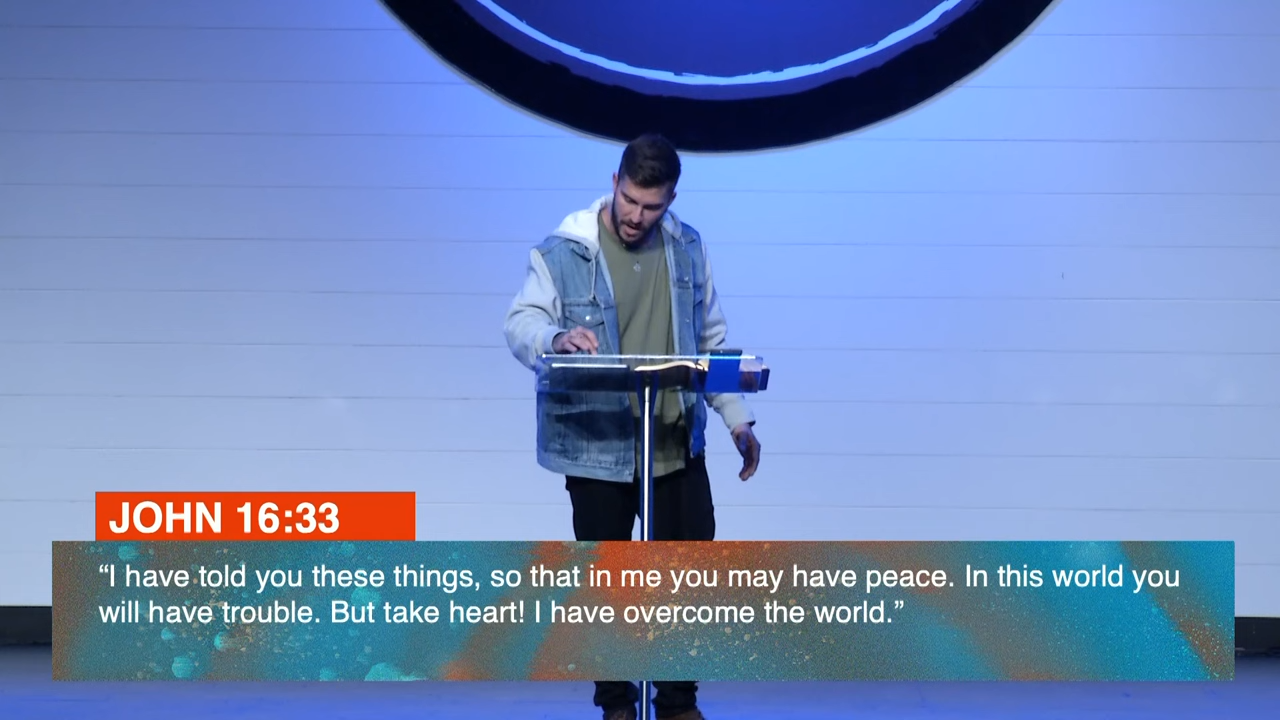 JOHN 16:33
“I have told you these things, so that in me you may have peace. In this world you
will have trouble. But take heart! I have overcome the world.”